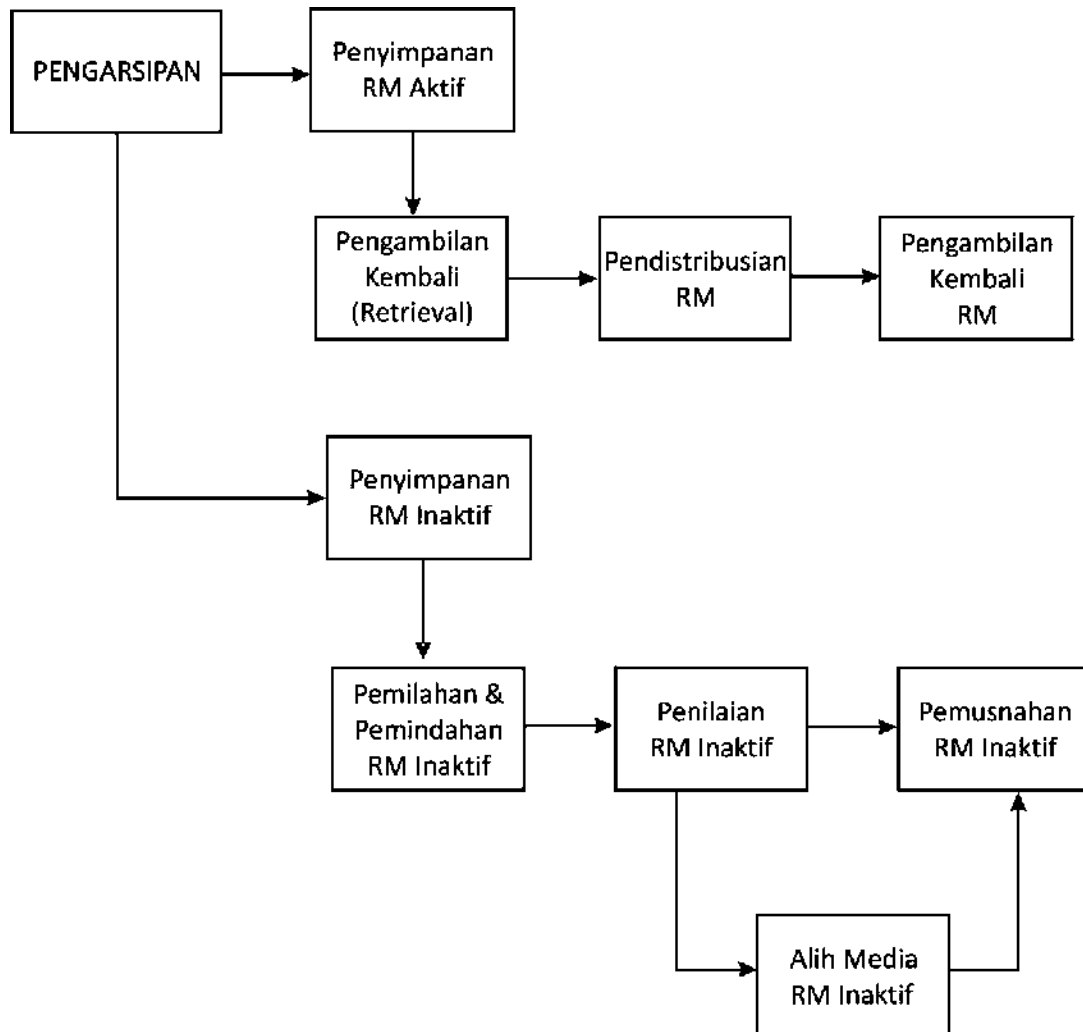 PENGARSIPAN
Penyimpanan
RM Aktif
Pengambilan
Kembali
(Retrieval)
Pendistribusian
RM
Pengambilan
Kembali
RM
Penyimpanan
RM Inaktif
Pemilahan &
Pemindahan
RM Inaktif
Penilaian
RM Inaktif
Pemusnahan
RM Inaktif
Alih Media
RM Inaktif